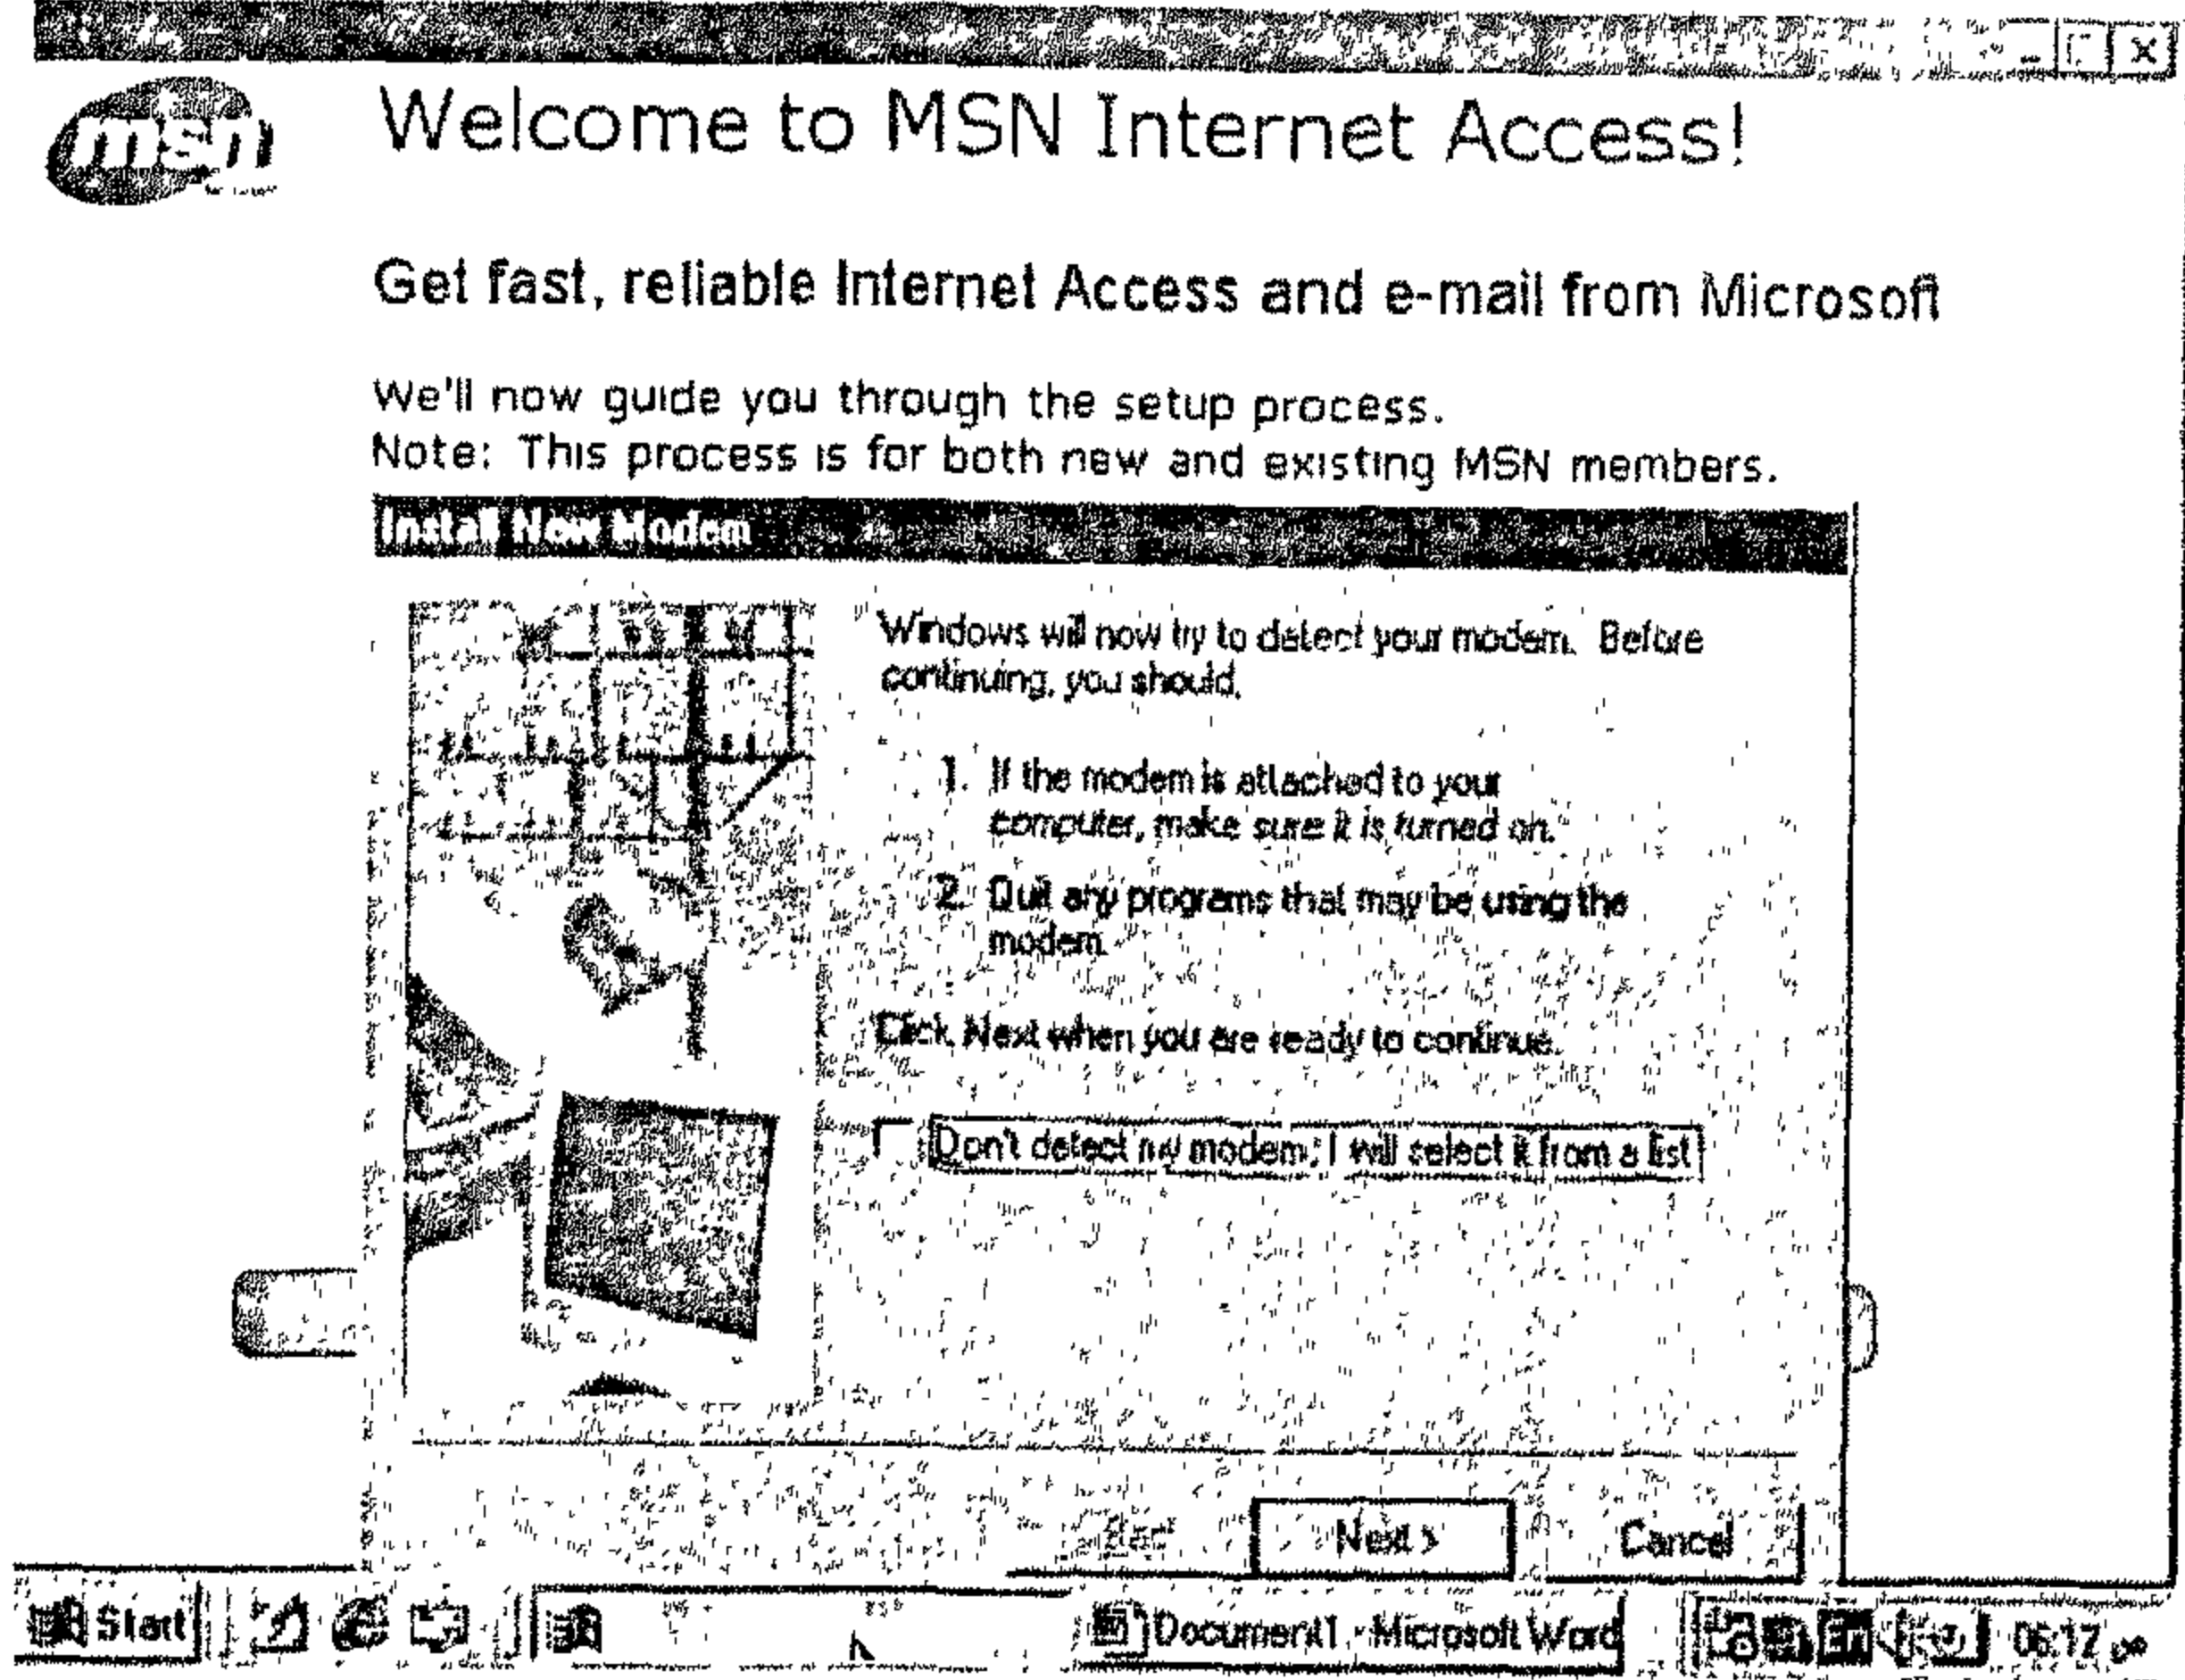 msn
Welcome to MSN Internet Access!
Get fast, reliable Internet Access and e-mail from Microsoft
We'll now guide you through the setup process.
Note: This process is for both new and existing MSN members.
Install New Modem
Windows will now try to detect your modem. Before
continuing, you should,
1. If the modem is attached to your
computer, make sure it is turned on.
2. Quit any programs that may be using the
modem.
Click Next when you are ready to continue.
Don't detect my modem; I will select it from a list
Next >
Cancel
Start
Document1 - Microsoft Word
En
06:17